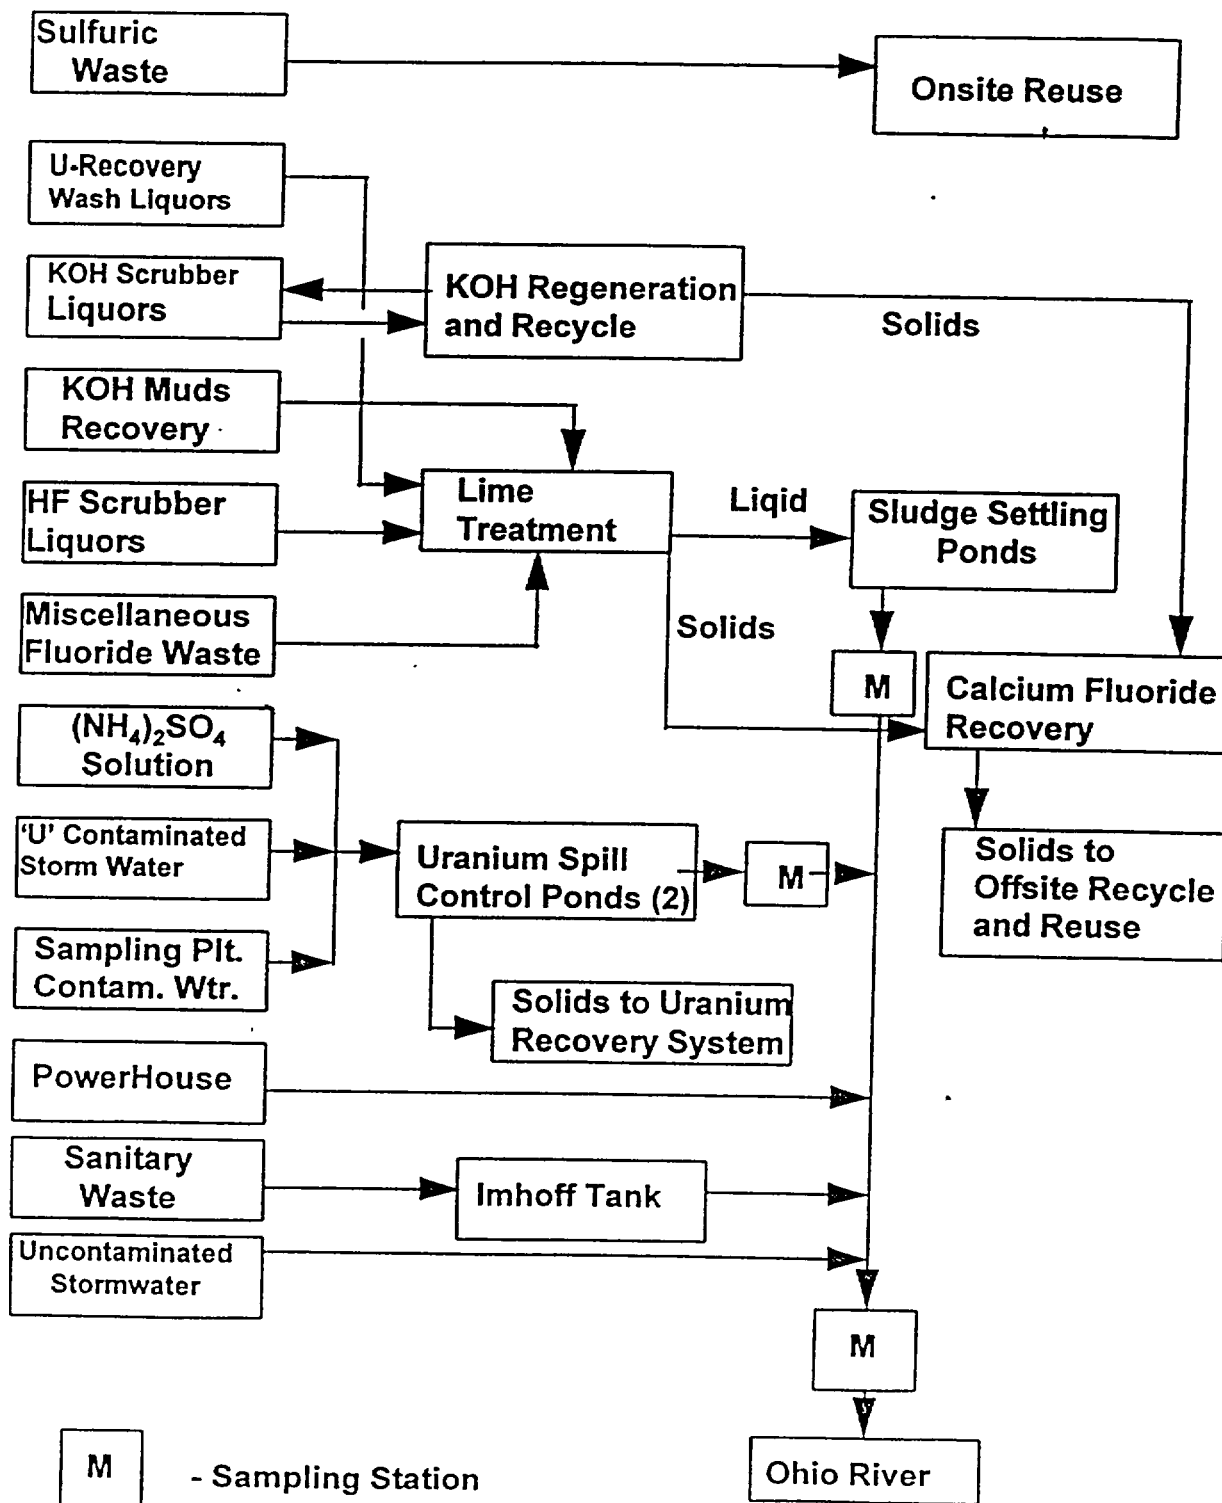 Sulfuric
Waste
Onsite Reuse
U-Recovery
Wash Liquors
KOH Scrubber
Liquors
KOH Regeneration
and Recycle
Solids
KOH Muds
Recovery
HF Scrubber
Liquors
Lime
Treatment
Liqid
Sludge Settling
Ponds
Miscellaneous
Fluoride Waste
Solids
M
Calcium Fluoride
Recovery
(NH₄)₂SO₄
Solution
'U' Contaminated
Storm Water
Uranium Spill
Control Ponds (2)
M
Solids to
Offsite Recycle
and Reuse
Sampling Plt.
Contam. Wtr.
Solids to Uranium
Recovery System
PowerHouse
Sanitary
Waste
Imhoff Tank
Uncontaminated
Stormwater
M
M
- Sampling Station
Ohio River